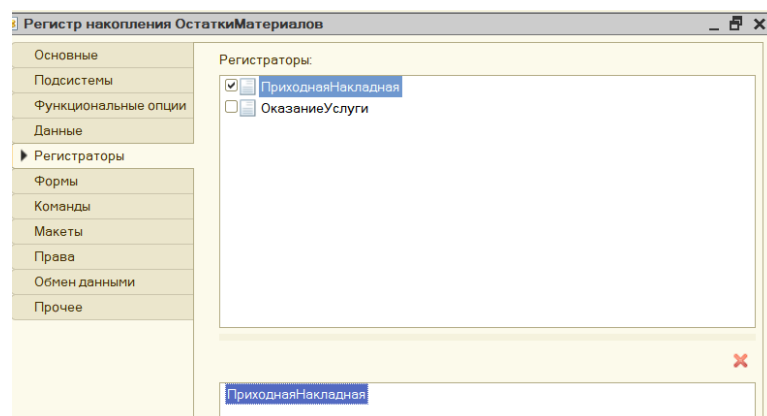 Регистр накопления ОстаткиМатериалов
Основные
Подсистемы
Функциональные опции
Данные
Регистраторы
Формы
Команды
Макеты
Права
Обмен данными
Прочее
Регистраторы:
ПриходнаяНакладная
ОказаниеУслуги
ПриходнаяНакладная